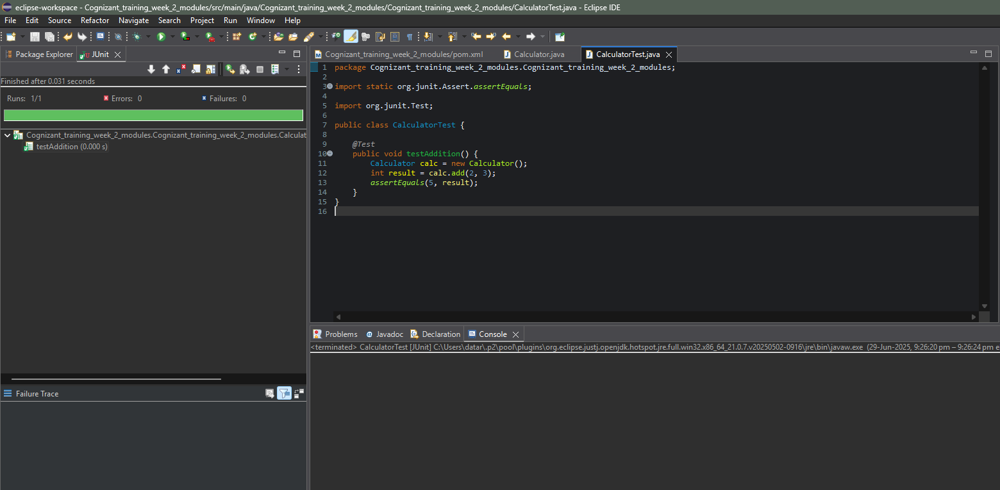 eclipse-workspace - Cognizant_training_week_2_modules/src/main/java/Cognizant_training_week_2_modules/Cognizant_training_week_2_modules/CalculatorTest.java - Eclipse IDE
File Edit Source Refactor Navigate Search Project Run Window Help
Package Explorer JUnit
Finished after 0.031 seconds
Runs: 1/1 Errors: 0 Failures: 0
Cognizant_training_week_2_modules.Cognizant_training_week_2_modules.Calculat
testAddition (0.000 s)
Failure Trace
Cognizant_training_week_2_modules/pom.xml Calculator.java CalculatorTest.java
1 package Cognizant_training_week_2_modules.Cognizant_training_week_2_modules;
2
3 import static org.junit.Assert.assertEquals;
4
5 import org.junit.Test;
6
7 public class CalculatorTest {
8
9     @Test
10     public void testAddition() {
11         Calculator calc = new Calculator();
12         int result = calc.add(2, 3);
13         assertEquals(5, result);
14     }
15 }
16
Problems Javadoc Declaration Console
<terminated> CalculatorTest [JUnit] C:\Users\datar\.p2\pool\plugins\org.eclipse.justj.openjdk.hotspot.jre.full.win32.x86_64_21.0.7.v20250502-0916\jre\bin\javaw.exe (29-Jun-2025, 9:26:20 pm – 9:26:24 pm e